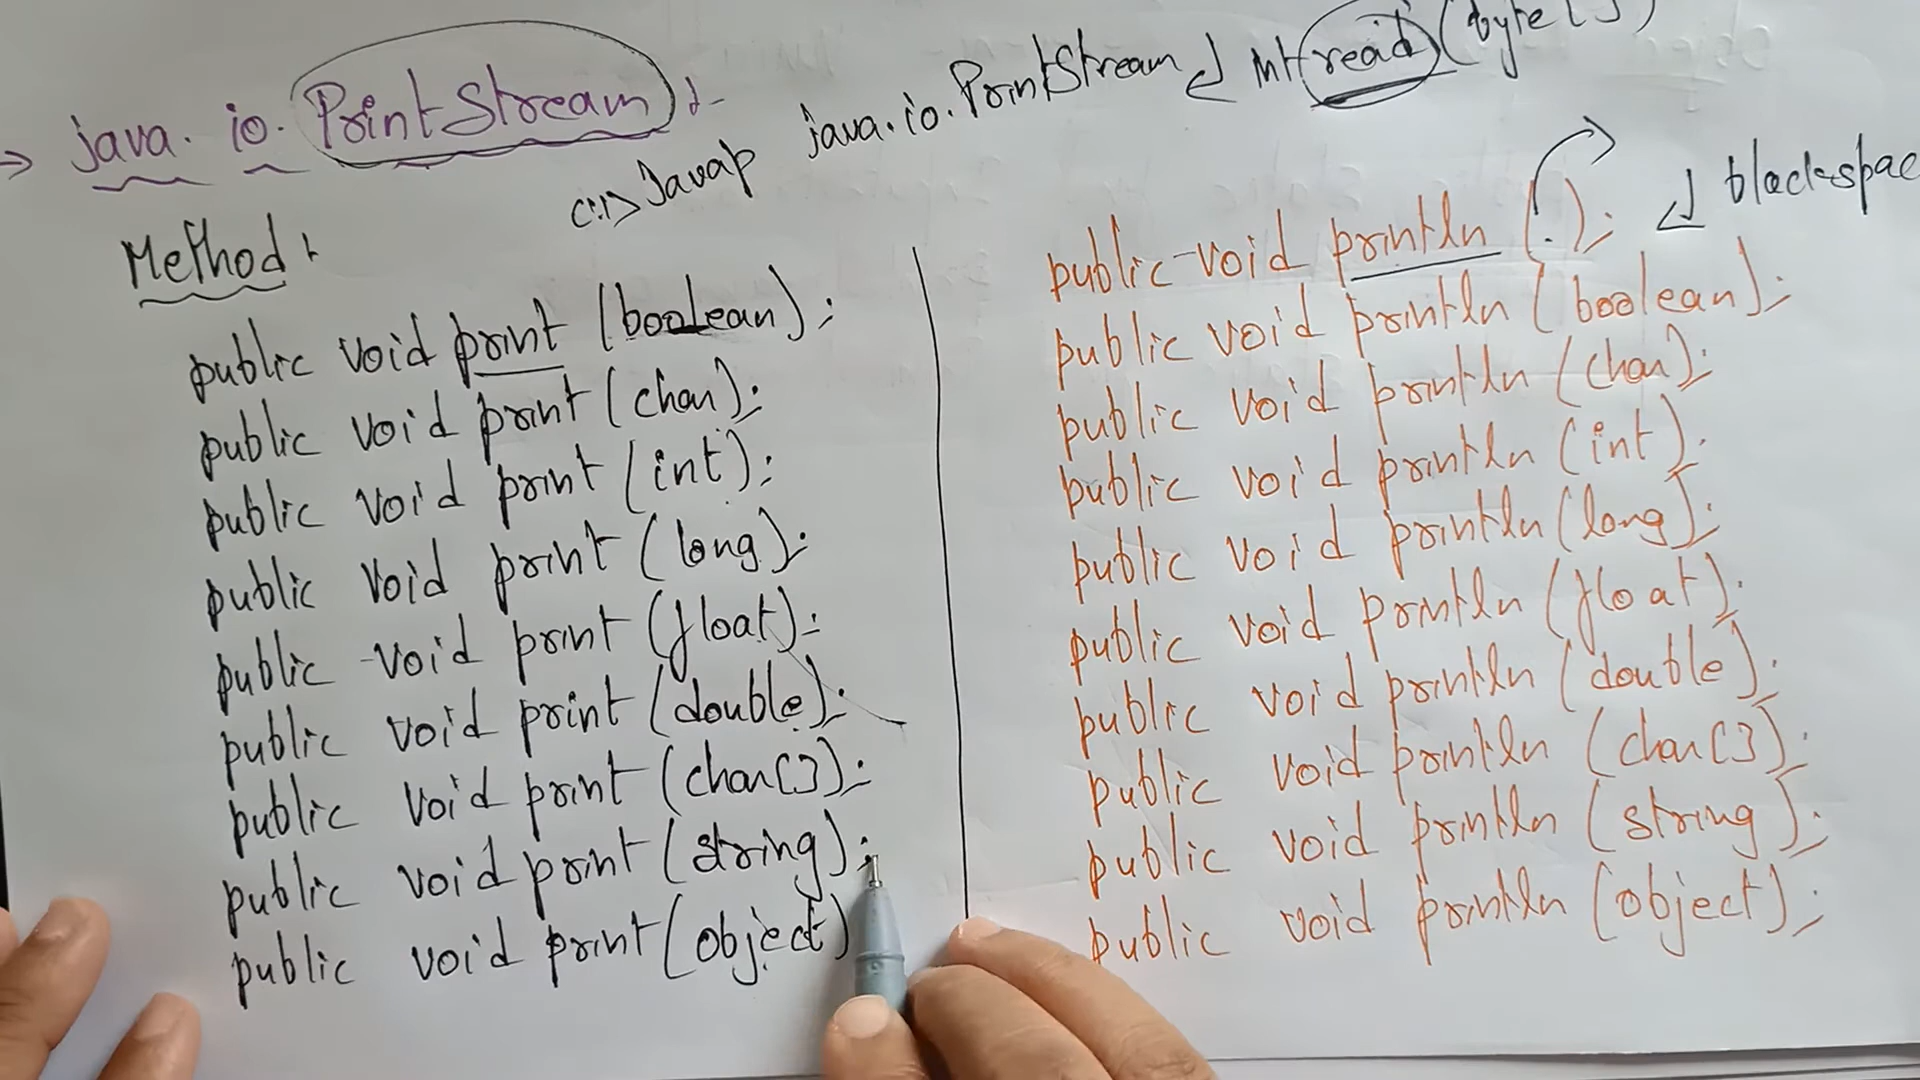 → java. io. PrintStream :-
int read (byte[])
c:\> Javap java.io.PrintStream ↲
Method :
public void print (boolean);
public void print (char);
public void print (int);
public void print (long);
public void print (float);
public void print (double);
public void print (char[]);
public void print (string);
public void print (object)
public void println (.);
↲
public void println (boolean);
public void println (char);
public void println (int);
public void println (long);
public void println (float);
public void println (double);
public void println (char[]);
public void println (string);
public void println (object);